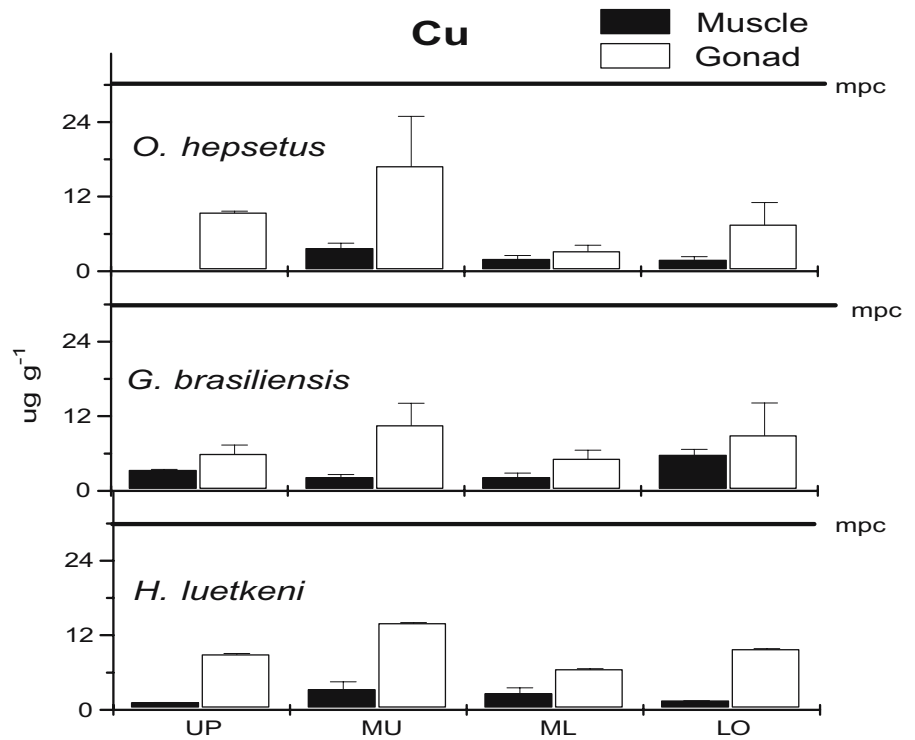 Cu
Muscle
Gonad
mpc
24
O. hepsetus
12
0
mpc
24
G. brasiliensis
12
0
ug g-1
mpc
24
H. luetkeni
12
0
UP MU ML LO